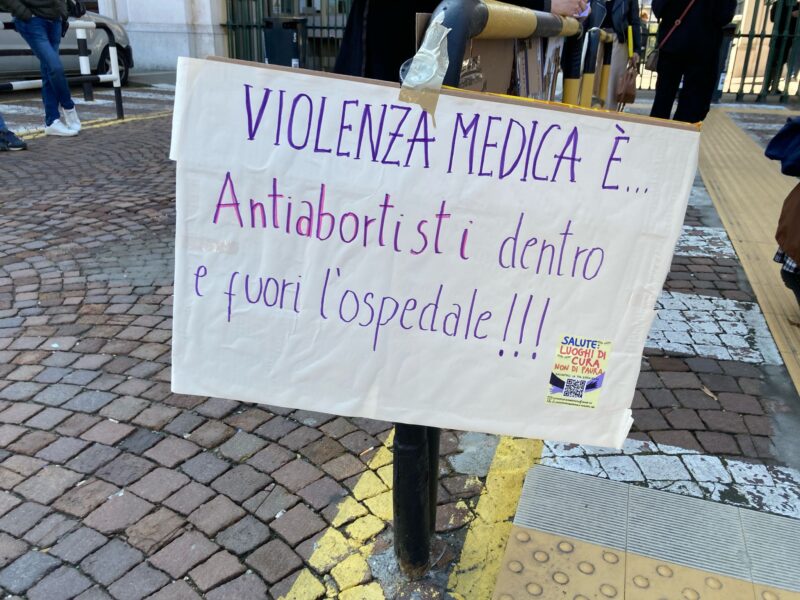 VIOLENZA MEDICA È...
Antiabortisti dentro
e fuori l'ospedale!!!
SALUTE:
LUOGHI DI
CURA
NON DI PAURA